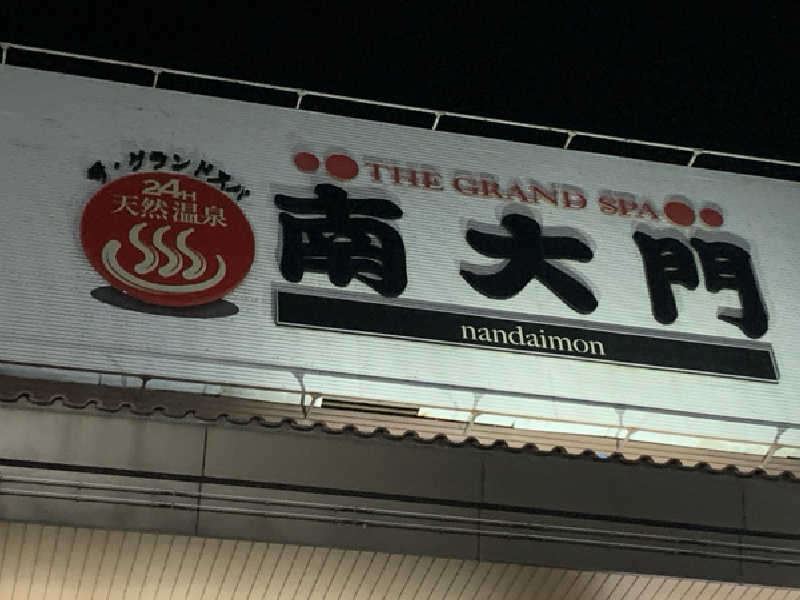 ザ・グランドスパ
24H
天然温泉
THE GRAND SPA
南大門
nandaimon